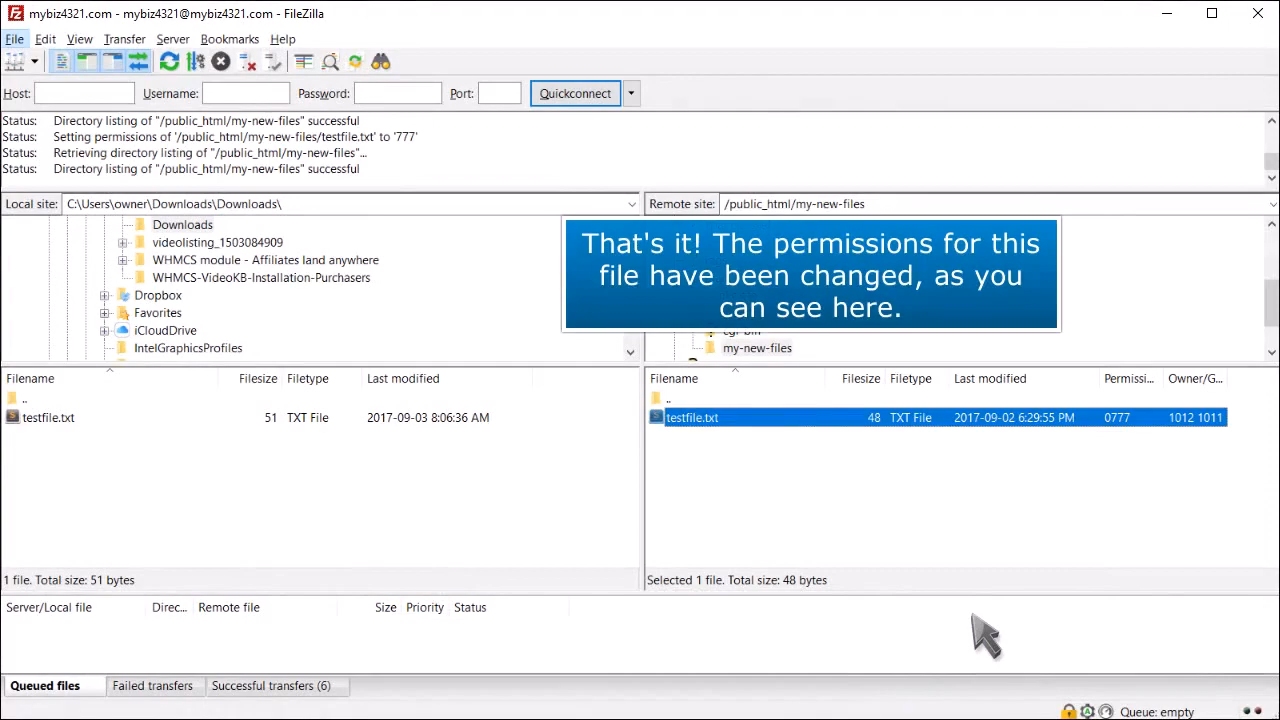 mybiz4321.com - mybiz4321@mybiz4321.com - FileZilla
File Edit View Transfer Server Bookmarks Help
Host: Username: Password: Port: Quickconnect
Status: Directory listing of "/public_html/my-new-files" successful
Status: Setting permissions of '/public_html/my-new-files/testfile.txt' to '777'
Status: Retrieving directory listing of "/public_html/my-new-files"...
Status: Directory listing of "/public_html/my-new-files" successful
Local site: C:\Users\owner\Downloads\Downloads\
Downloads
videolisting_1503084909
WHMCS module - Affiliates land anywhere
WHMCS-VideoKB-Installation-Purchasers
Dropbox
Favorites
iCloudDrive
IntelGraphicsProfiles
Remote site: /public_html/my-new-files
That's it! The permissions for this
file have been changed, as you
can see here.
my-new-files
Filename Filesize Filetype Last modified
..
testfile.txt 51 TXT File 2017-09-03 8:06:36 AM
1 file. Total size: 51 bytes
Filename Filesize Filetype Last modified Permissi... Owner/G...
..
testfile.txt 48 TXT File 2017-09-02 6:29:55 PM 0777 1012 1011
Selected 1 file. Total size: 48 bytes
Server/Local file Direc... Remote file Size Priority Status
Queued files Failed transfers Successful transfers (6)
Queue: empty